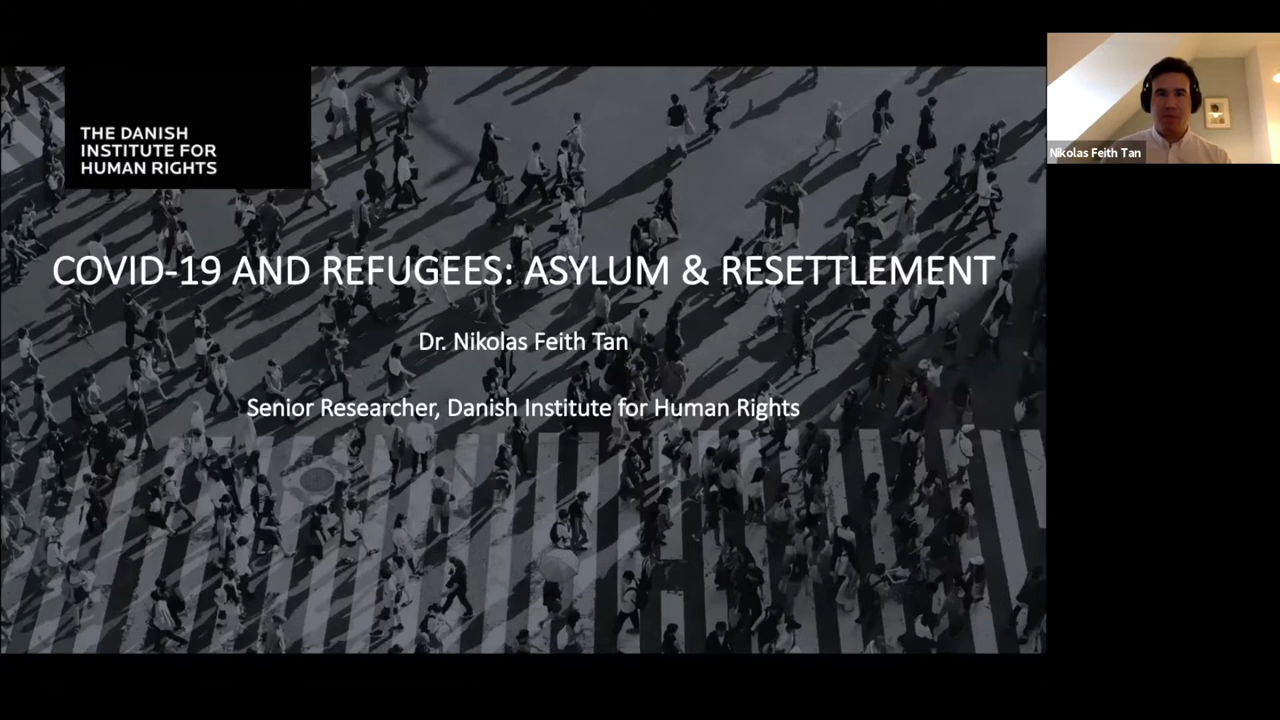 THE DANISH
INSTITUTE FOR
HUMAN RIGHTS
COVID-19 AND REFUGEES: ASYLUM & RESETTLEMENT
Dr. Nikolas Feith Tan
Senior Researcher, Danish Institute for Human Rights
Nikolas Feith Tan